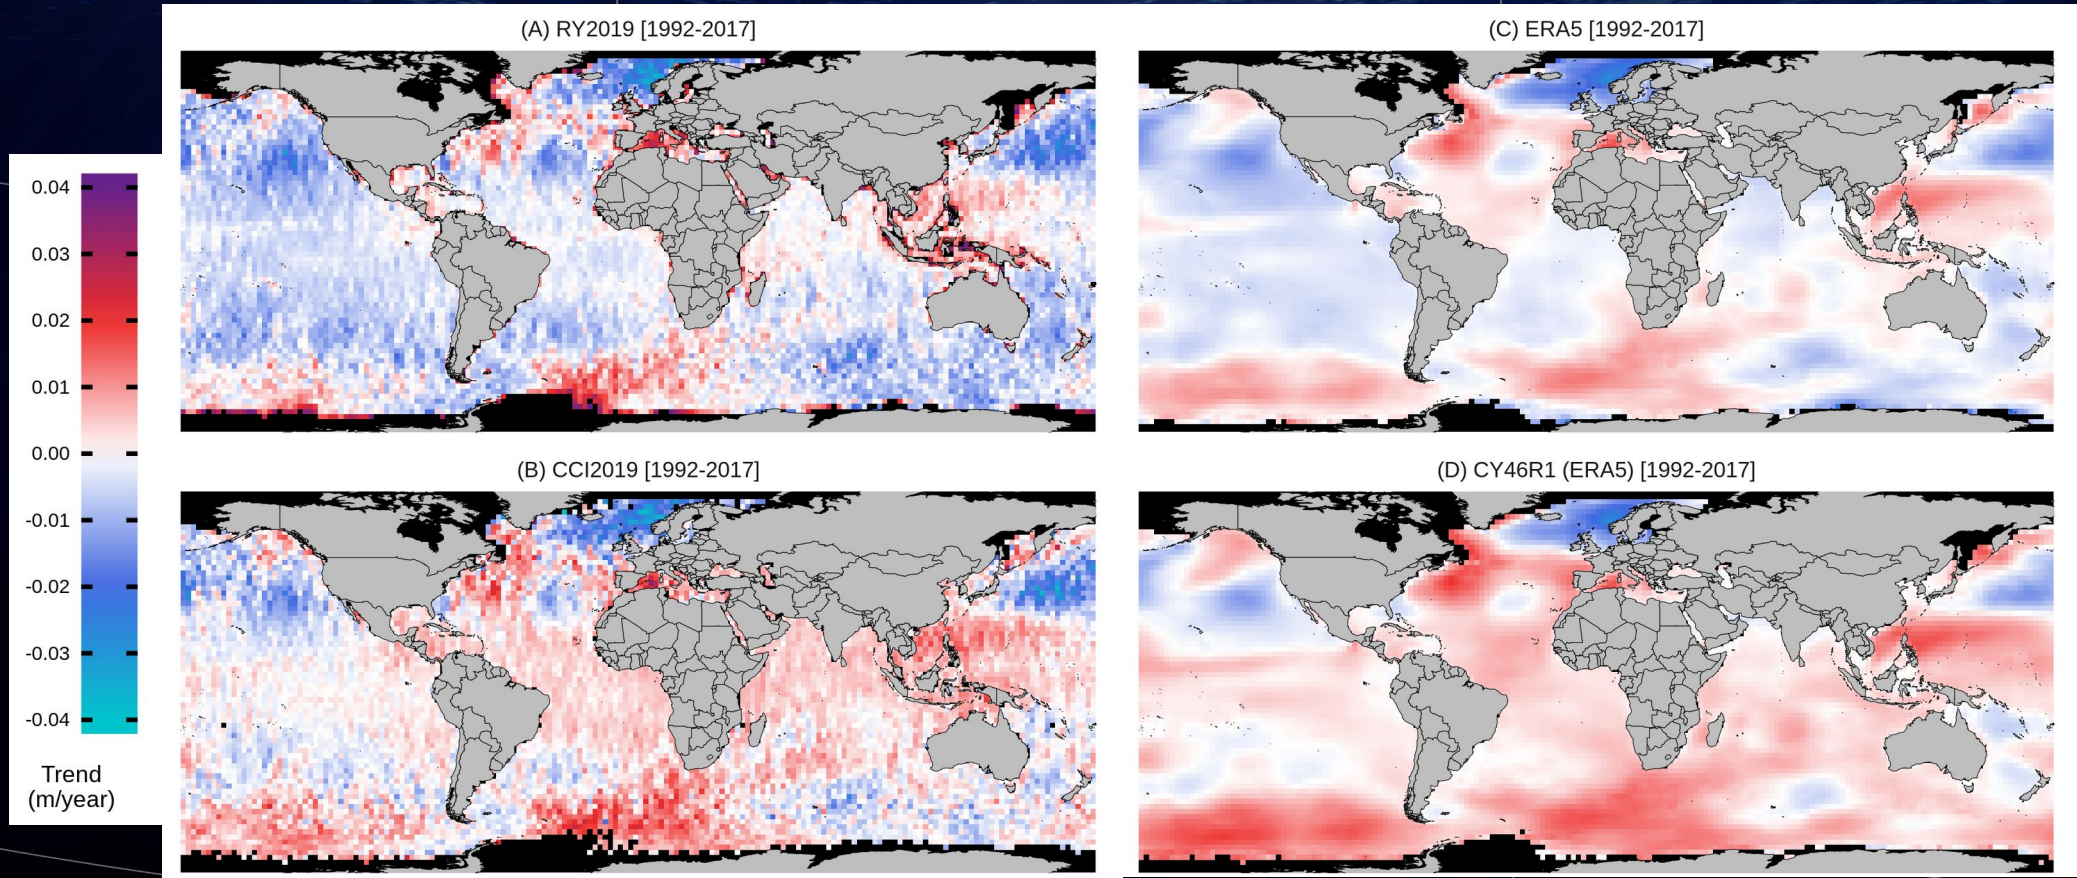 (A) RY2019 [1992-2017]
(C) ERA5 [1992-2017]
0.04
0.03
0.02
0.01
0.00
-0.01
-0.02
-0.03
-0.04
Trend
(m/year)
(B) CCI2019 [1992-2017]
(D) CY46R1 (ERA5) [1992-2017]